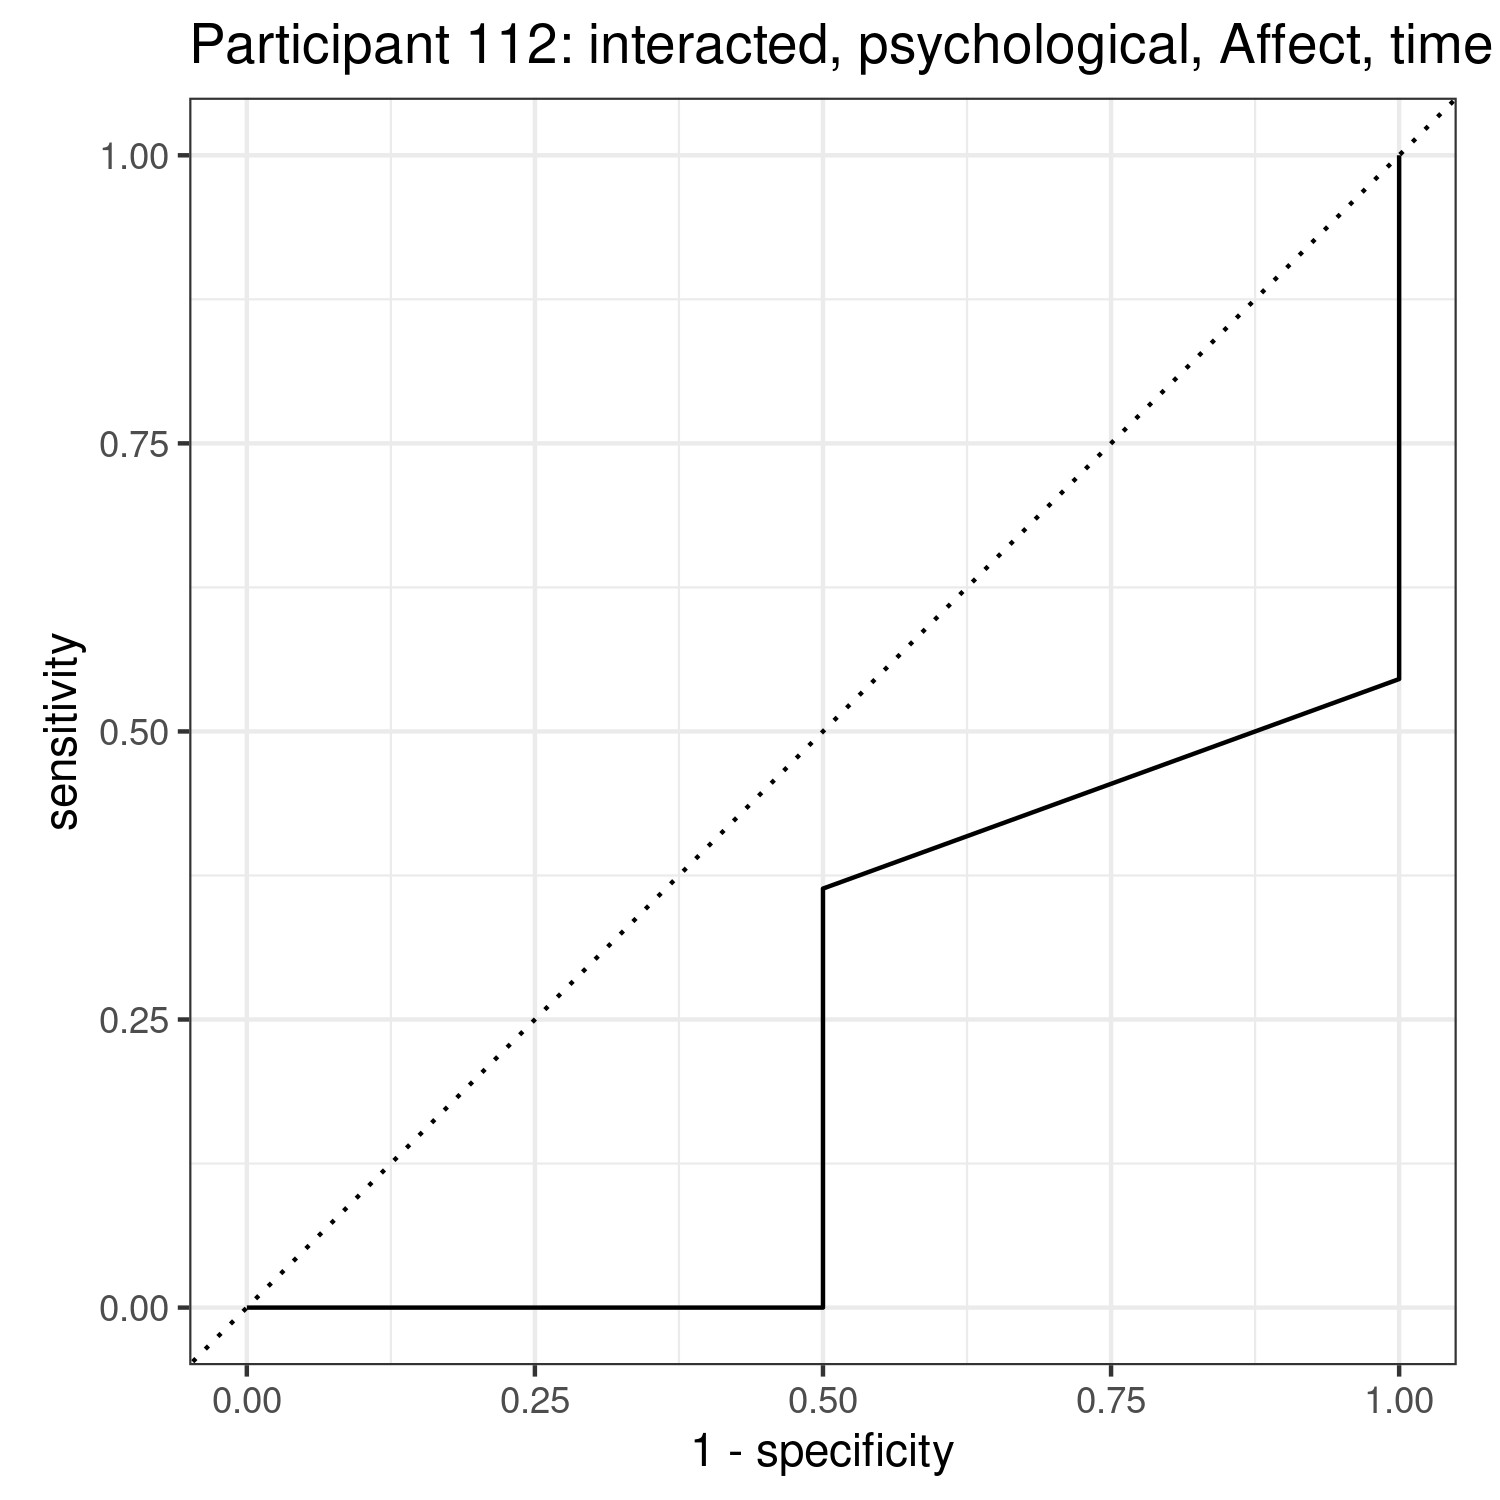 Participant 112: interacted, psychological, Affect, time
1.00
0.75
0.50
0.25
0.00
sensitivity
0.00 0.25 0.50 0.75 1.00
1 - specificity